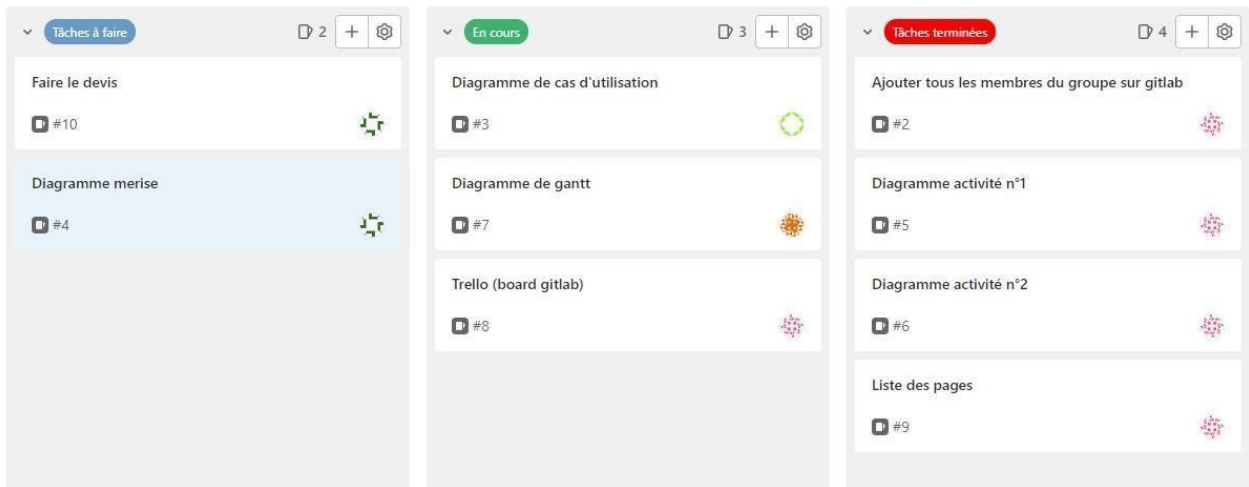 Tâches à faire
2
Faire le devis
#10
Diagramme merise
#4
En cours
3
Diagramme de cas d'utilisation
#3
Diagramme de gantt
#7
Trello (board gitlab)
#8
Tâches terminées
4
Ajouter tous les membres du groupe sur gitlab
#2
Diagramme activité n°1
#5
Diagramme activité n°2
#6
Liste des pages
#9